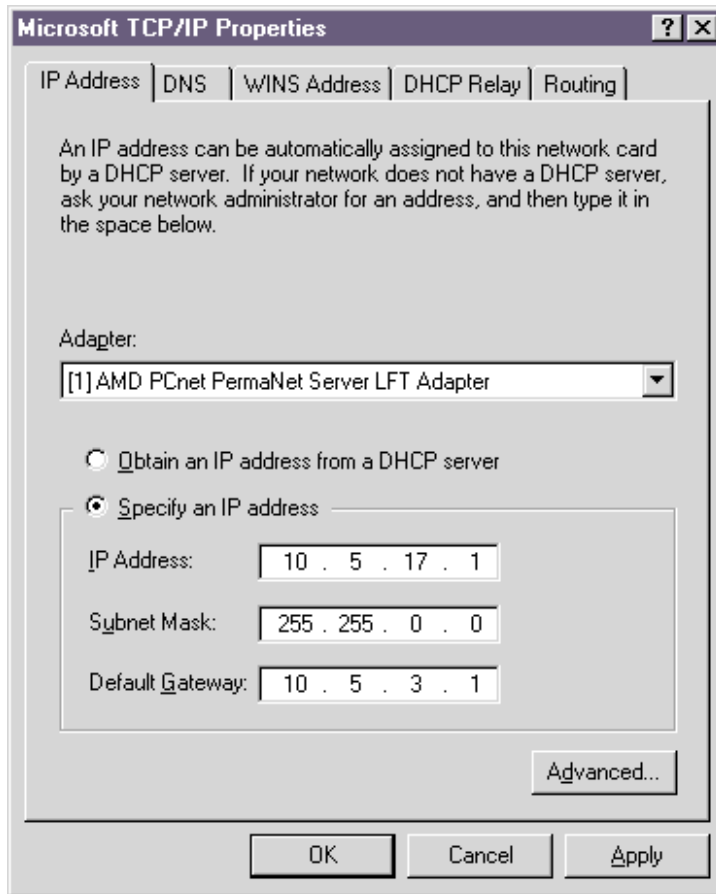 Microsoft TCP/IP Properties
IP Address DNS WINS Address DHCP Relay Routing
An IP address can be automatically assigned to this network card
by a DHCP server. If your network does not have a DHCP server,
ask your network administrator for an address, and then type it in
the space below.
Adapter:
[1] AMD PCnet PermaNet Server LFT Adapter
Obtain an IP address from a DHCP server
Specify an IP address
IP Address: 10 . 5 . 17 . 1
Subnet Mask: 255 . 255 . 0 . 0
Default Gateway: 10 . 5 . 3 . 1
Advanced...
OK Cancel Apply